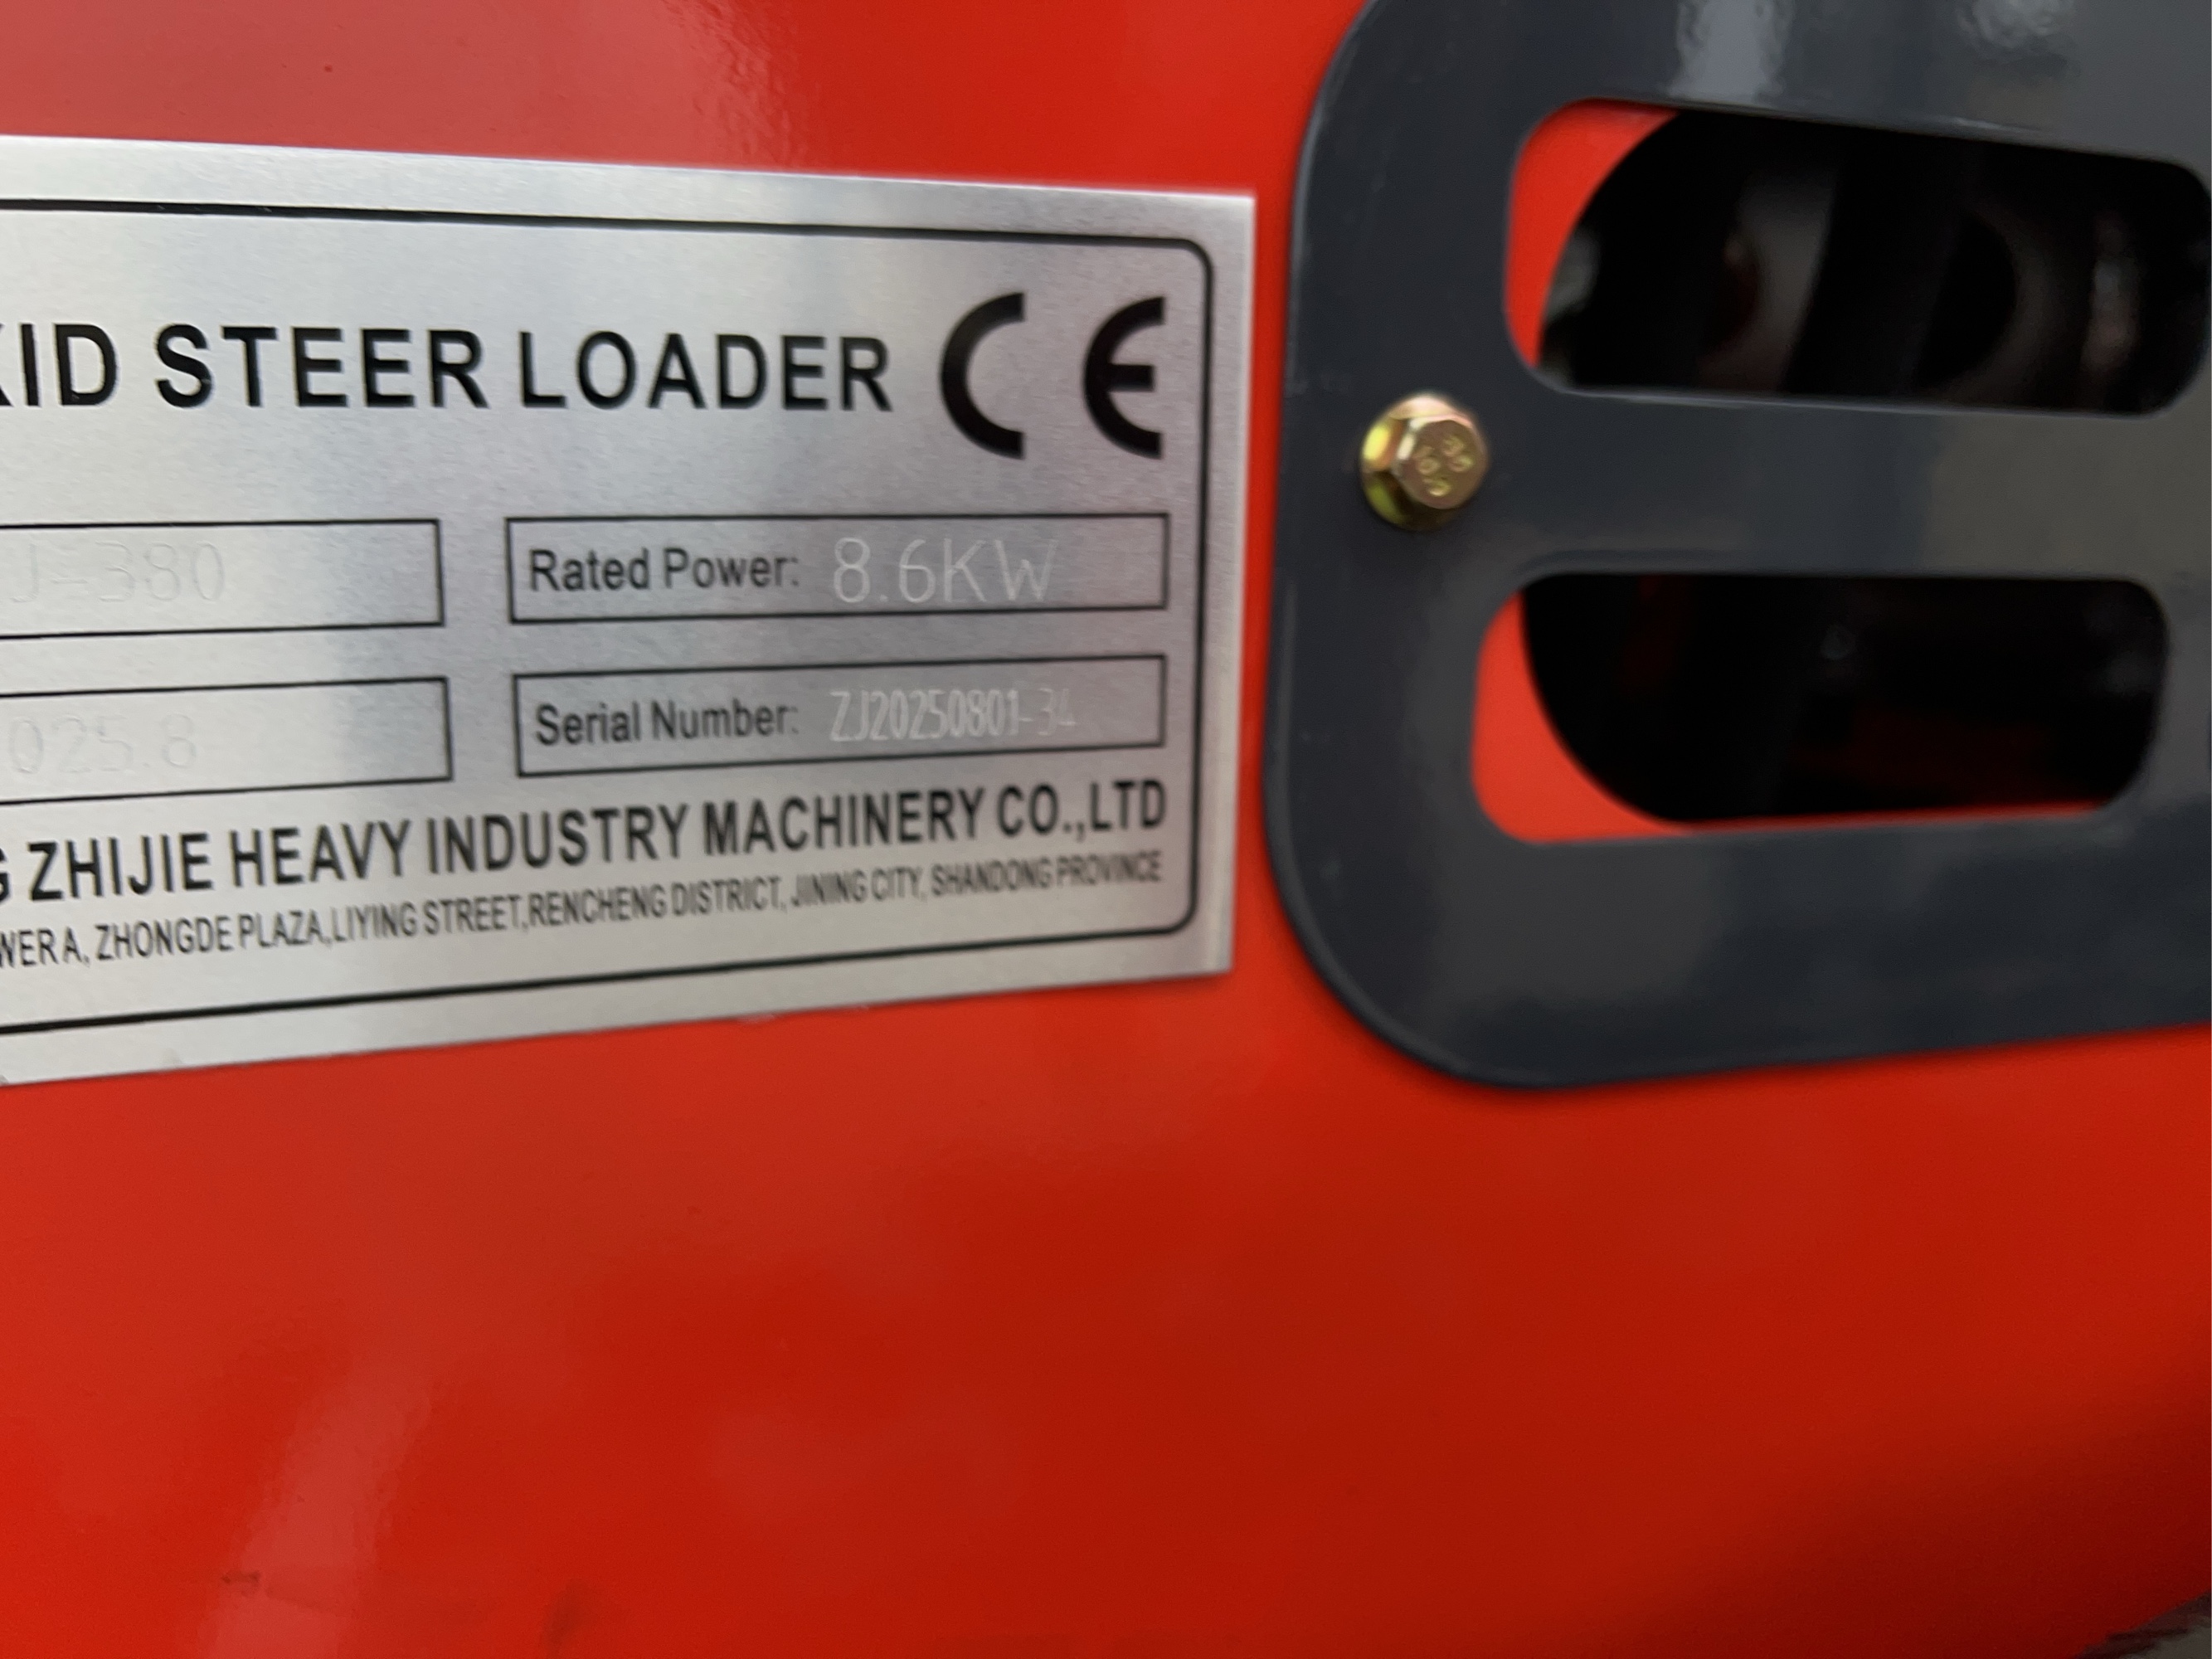 KID STEER LOADER CE
J-380
Rated Power: 8.6KW
025.8
Serial Number: ZJ20250801-34
G ZHIJIE HEAVY INDUSTRY MACHINERY CO.,LTD
WER A, ZHONGDE PLAZA,LIYING STREET,RENCHENG DISTRICT, JINING CITY, SHANDONG PROVINCE